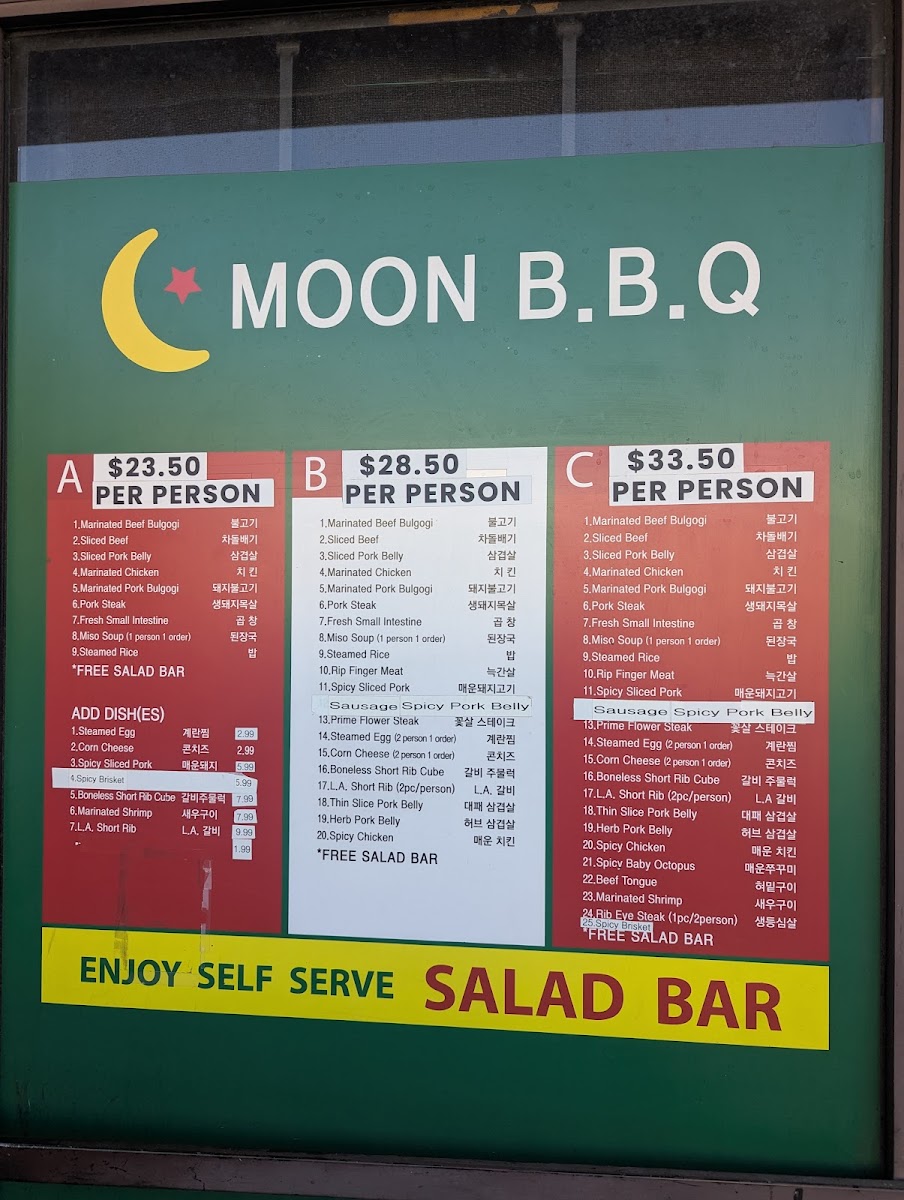 MOON B.B.Q
A $23.50
PER PERSON
1.Marinated Beef Bulgogi 불고기
2.Sliced Beef 차돌배기
3.Sliced Pork Belly 삼겹살
4.Marinated Chicken 치 킨
5.Marinated Pork Bulgogi 돼지불고기
6.Pork Steak 생돼지목살
7.Fresh Small Intestine 곱 창
8.Miso Soup (1 person 1 order) 된장국
9.Steamed Rice 밥
*FREE SALAD BAR
ADD DISH(ES)
1.Steamed Egg 계란찜 2.99
2.Corn Cheese 콘치즈 2.99
3.Spicy Sliced Pork 매운돼지 5.99
4.Spicy Brisket 5.99
5.Boneless Short Rib Cube 갈비주물럭 7.99
6.Marinated Shrimp 새우구이 7.99
7.L.A. Short Rib L.A. 갈비 9.99
1.99
B $28.50
PER PERSON
1.Marinated Beef Bulgogi 불고기
2.Sliced Beef 차돌배기
3.Sliced Pork Belly 삼겹살
4.Marinated Chicken 치 킨
5.Marinated Pork Bulgogi 돼지불고기
6.Pork Steak 생돼지목살
7.Fresh Small Intestine 곱 창
8.Miso Soup (1 person 1 order) 된장국
9.Steamed Rice 밥
10.Rip Finger Meat 늑간살
11.Spicy Sliced Pork 매운돼지고기
Sausage Spicy Pork Belly
13.Prime Flower Steak 꽃살 스테이크
14.Steamed Egg (2 person 1 order) 계란찜
15.Corn Cheese (2 person 1 order) 콘치즈
16.Boneless Short Rib Cube 갈비 주물럭
17.L.A. Short Rib (2pc/person) L.A. 갈비
18.Thin Slice Pork Belly 대패 삼겹살
19.Herb Pork Belly 허브 삼겹살
20.Spicy Chicken 매운 치킨
*FREE SALAD BAR
C $33.50
PER PERSON
1.Marinated Beef Bulgogi 불고기
2.Sliced Beef 차돌배기
3.Sliced Pork Belly 삼겹살
4.Marinated Chicken 치 킨
5.Marinated Pork Bulgogi 돼지불고기
6.Pork Steak 생돼지목살
7.Fresh Small Intestine 곱 창
8.Miso Soup (1 person 1 order) 된장국
9.Steamed Rice 밥
10.Rip Finger Meat 늑간살
11.Spicy Sliced Pork 매운돼지고기
Sausage Spicy Pork Belly
13.Prime Flower Steak 꽃살 스테이크
14.Steamed Egg (2 person 1 order) 계란찜
15.Corn Cheese (2 person 1 order) 콘치즈
16.Boneless Short Rib Cube 갈비 주물럭
17.L.A. Short Rib (2pc/person) L.A 갈비
18.Thin Slice Pork Belly 대패 삼겹살
19.Herb Pork Belly 허브 삼겹살
20.Spicy Chicken 매운 치킨
21.Spicy Baby Octopus 매운쭈꾸미
22.Beef Tongue 혀밑구이
23.Marinated Shrimp 새우구이
24.Rib Eye Steak (1pc/2person) 생등심살
25.Spicy Brisket
*FREE SALAD BAR
ENJOY SELF SERVE SALAD BAR